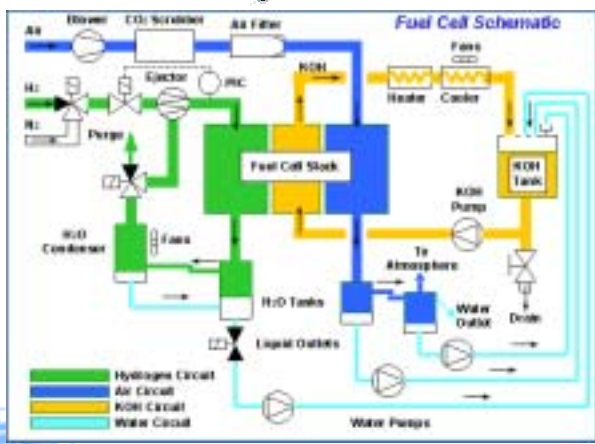 Fuel Cell Schematic
Air
Blower
CO₂ Scrubber
Air Filter
Fans
H₂
Ejector
PIC
KOH
Heater
Cooler
N₂
Purge
Fuel Cell Stack
KOH
Tank
KOH
Pump
H₂O
Condenser
Fans
To
Atmosphere
H₂O Tanks
Water
Outlet
Drain
Liquid Outlets
Hydrogen Circuit
Air Circuit
KOH Circuit
Water Circuit
Water Pumps